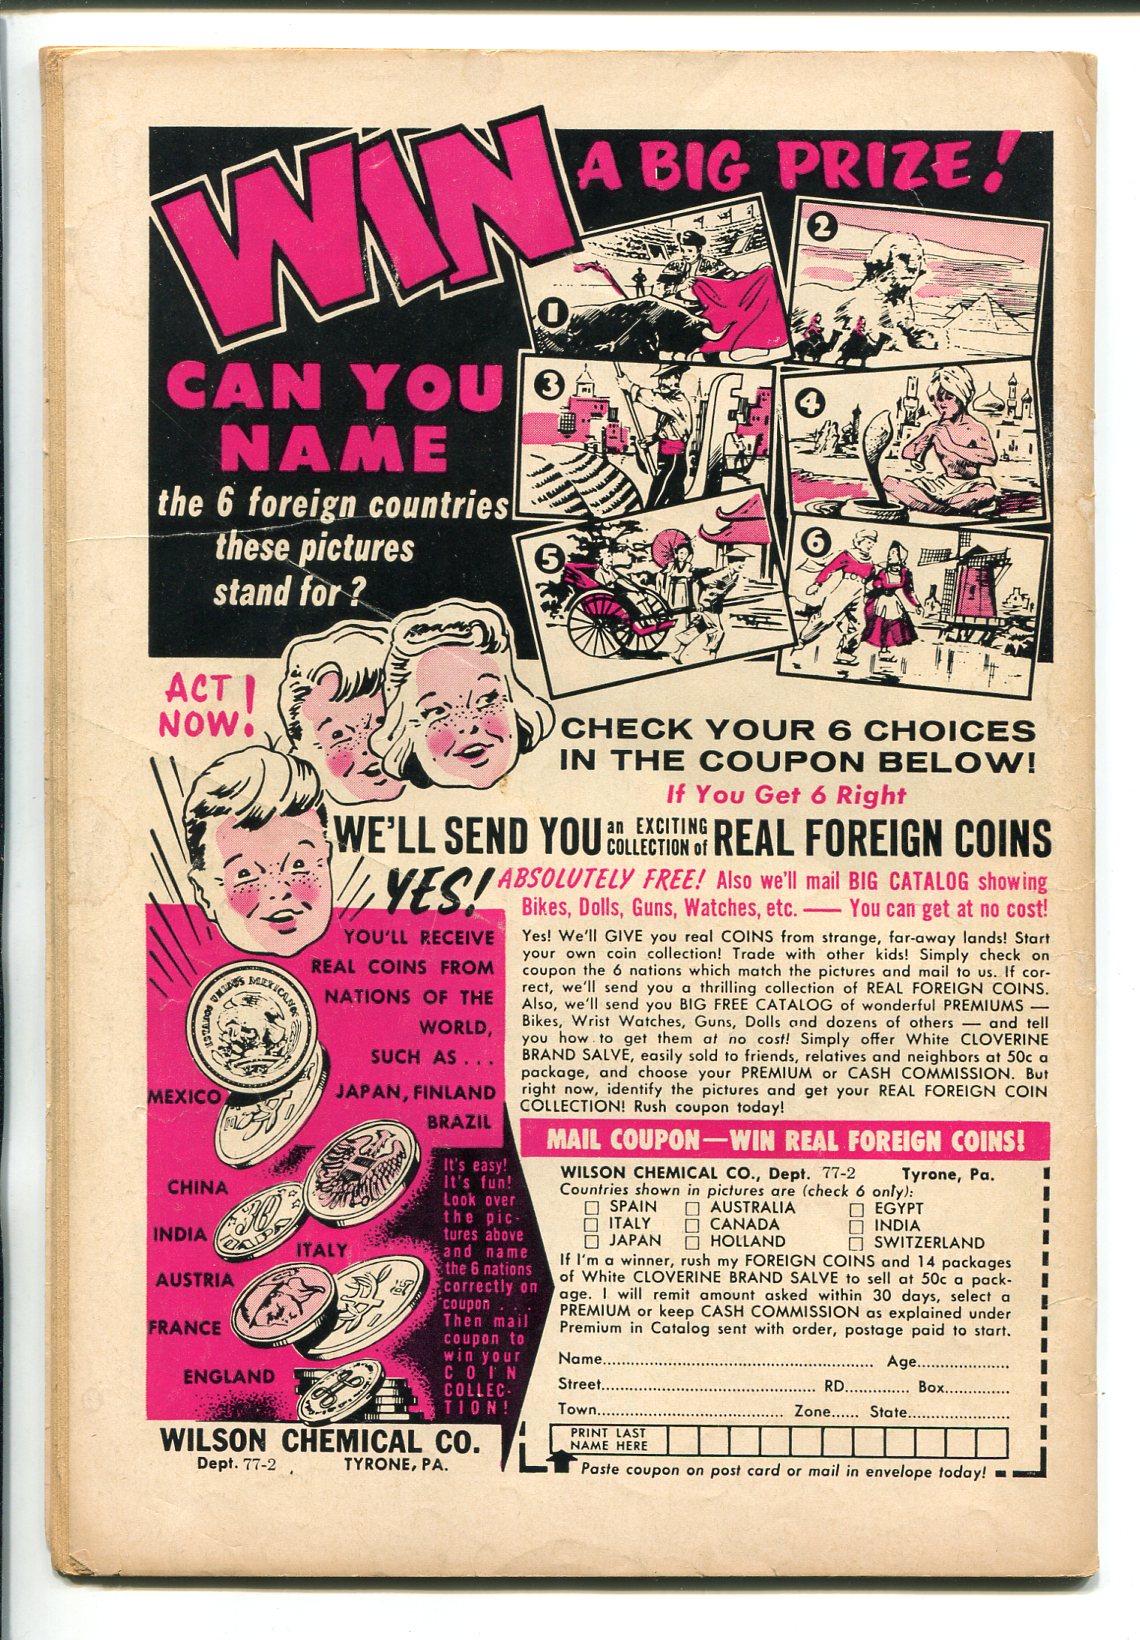 WIN
A BIG PRIZE!
CAN YOU
NAME
the 6 foreign countries
these pictures
stand for?
1
2
3
4
5
6
ACT
NOW!
CHECK YOUR 6 CHOICES
IN THE COUPON BELOW!
If You Get 6 Right
WE'LL SEND YOU an EXCITING COLLECTION of REAL FOREIGN COINS
YES! ABSOLUTELY FREE! Also we'll mail BIG CATALOG showing
Bikes, Dolls, Guns, Watches, etc. — You can get at no cost!
YOU'LL RECEIVE
REAL COINS FROM
NATIONS OF THE
WORLD,
SUCH AS...
ESTADOS UNIDOS MEXICANOS
MEXICO
JAPAN, FINLAND
BRAZIL
CHINA
INDIA
ITALY
AUSTRIA
FRANCE
ENGLAND
It's easy!
It's fun!
Look over
the pic-
tures above
and name
the 6 nations
correctly on
coupon ....
Then mail
coupon to
win your
COIN
COLLEC-
TION!
WILSON CHEMICAL CO.
Dept. 77-2 TYRONE, PA.
Yes! We'll GIVE you real COINS from strange, far-away lands! Start
your own coin collection! Trade with other kids! Simply check on
coupon the 6 nations which match the pictures and mail to us. If cor-
rect, we'll send you a thrilling collection of REAL FOREIGN COINS.
Also, we'll send you BIG FREE CATALOG of wonderful PREMIUMS —
Bikes, Wrist Watches, Guns, Dolls and dozens of others — and tell
you how to get them at no cost! Simply offer White CLOVERINE
BRAND SALVE, easily sold to friends, relatives and neighbors at 50c a
package, and choose your PREMIUM or CASH COMMISSION. But
right now, identify the pictures and get your REAL FOREIGN COIN
COLLECTION! Rush coupon today!
MAIL COUPON—WIN REAL FOREIGN COINS!
WILSON CHEMICAL CO., Dept. 77-2 Tyrone, Pa.
Countries shown in pictures are (check 6 only):
□ SPAIN □ AUSTRALIA □ EGYPT
□ ITALY □ CANADA □ INDIA
□ JAPAN □ HOLLAND □ SWITZERLAND
If I'm a winner, rush my FOREIGN COINS and 14 packages
of White CLOVERINE BRAND SALVE to sell at 50c a pack-
age. I will remit amount asked within 30 days, select a
PREMIUM or keep CASH COMMISSION as explained under
Premium in Catalog sent with order, postage paid to start.
Name........ Age........
Street........ RD........ Box........
Town........ Zone...... State........
PRINT LAST
NAME HERE
Paste coupon on post card or mail in envelope today!